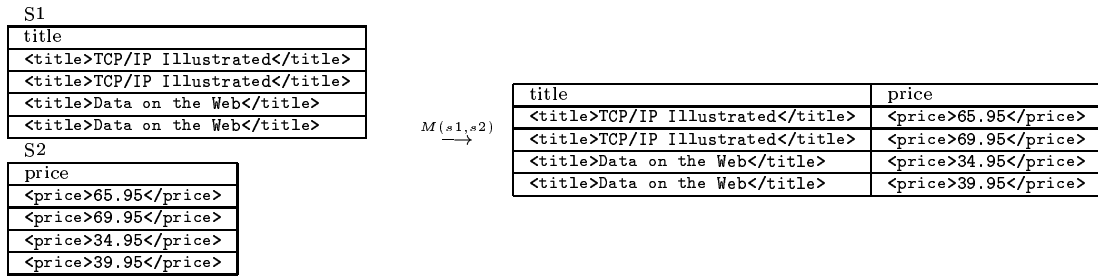 S1
title
<title>TCP/IP Illustrated</title>
<title>TCP/IP Illustrated</title>
<title>Data on the Web</title>
<title>Data on the Web</title>
S2
price
<price>65.95</price>
<price>69.95</price>
<price>34.95</price>
<price>39.95</price>
M(s1,s2)
→
title price
<title>TCP/IP Illustrated</title> <price>65.95</price>
<title>TCP/IP Illustrated</title> <price>69.95</price>
<title>Data on the Web</title> <price>34.95</price>
<title>Data on the Web</title> <price>39.95</price>